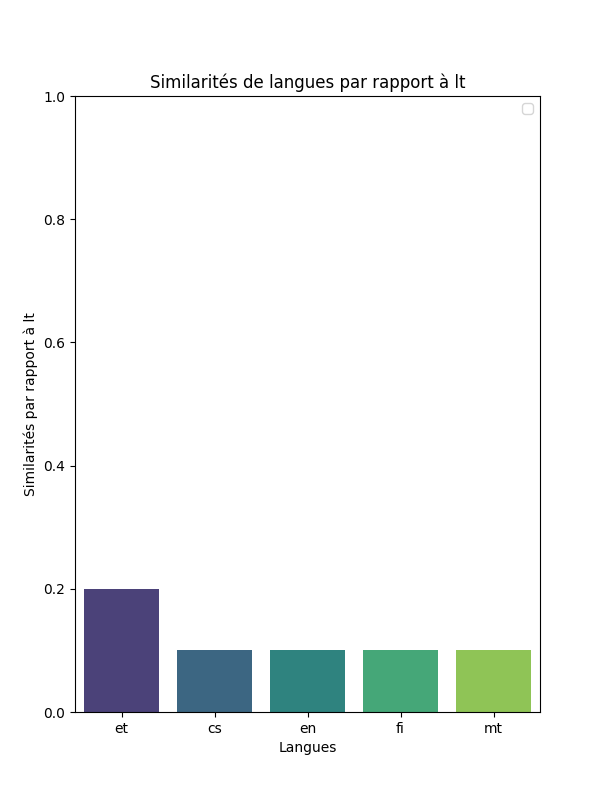 Similarités de langues par rapport à lt
Similarités par rapport à lt
1.0
0.8
0.6
0.4
0.2
0.0
et cs en fi mt
Langues